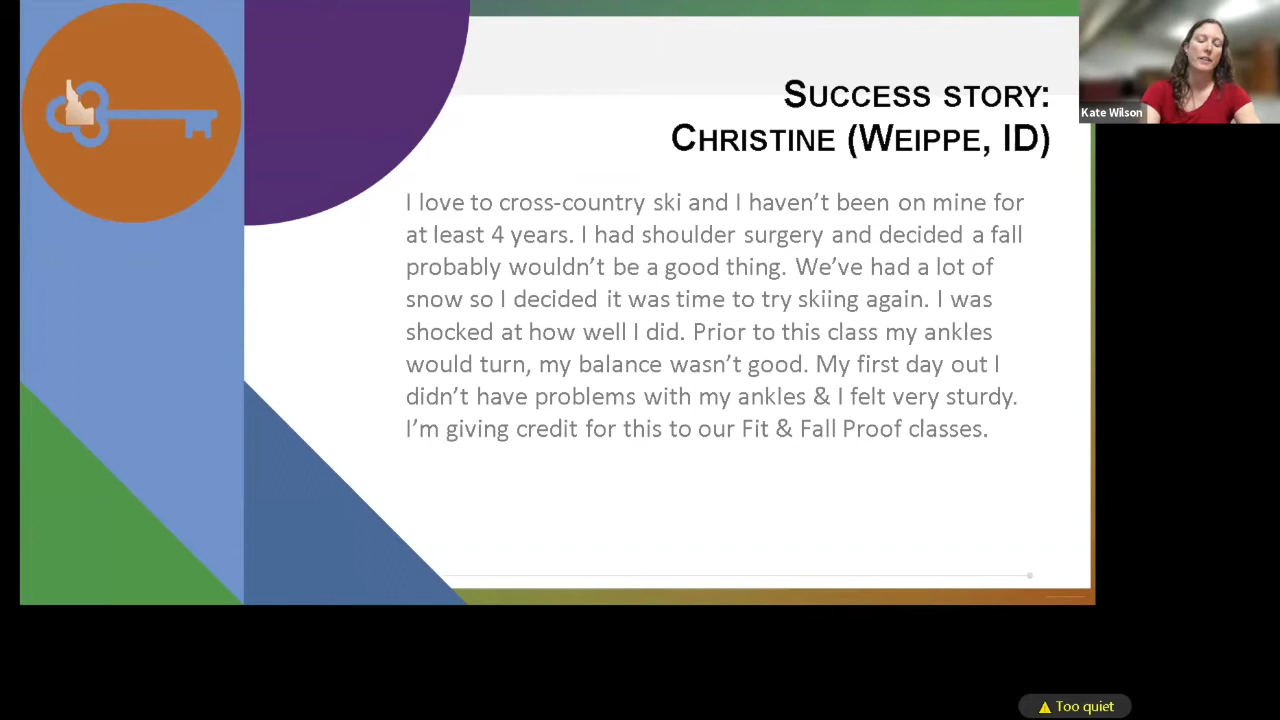 SUCCESS STORY:
CHRISTINE (WEIPPE, ID)
Kate Wilson
I love to cross-country ski and I haven’t been on mine for
at least 4 years. I had shoulder surgery and decided a fall
probably wouldn’t be a good thing. We’ve had a lot of
snow so I decided it was time to try skiing again. I was
shocked at how well I did. Prior to this class my ankles
would turn, my balance wasn’t good. My first day out I
didn’t have problems with my ankles & I felt very sturdy.
I’m giving credit for this to our Fit & Fall Proof classes.
Too quiet